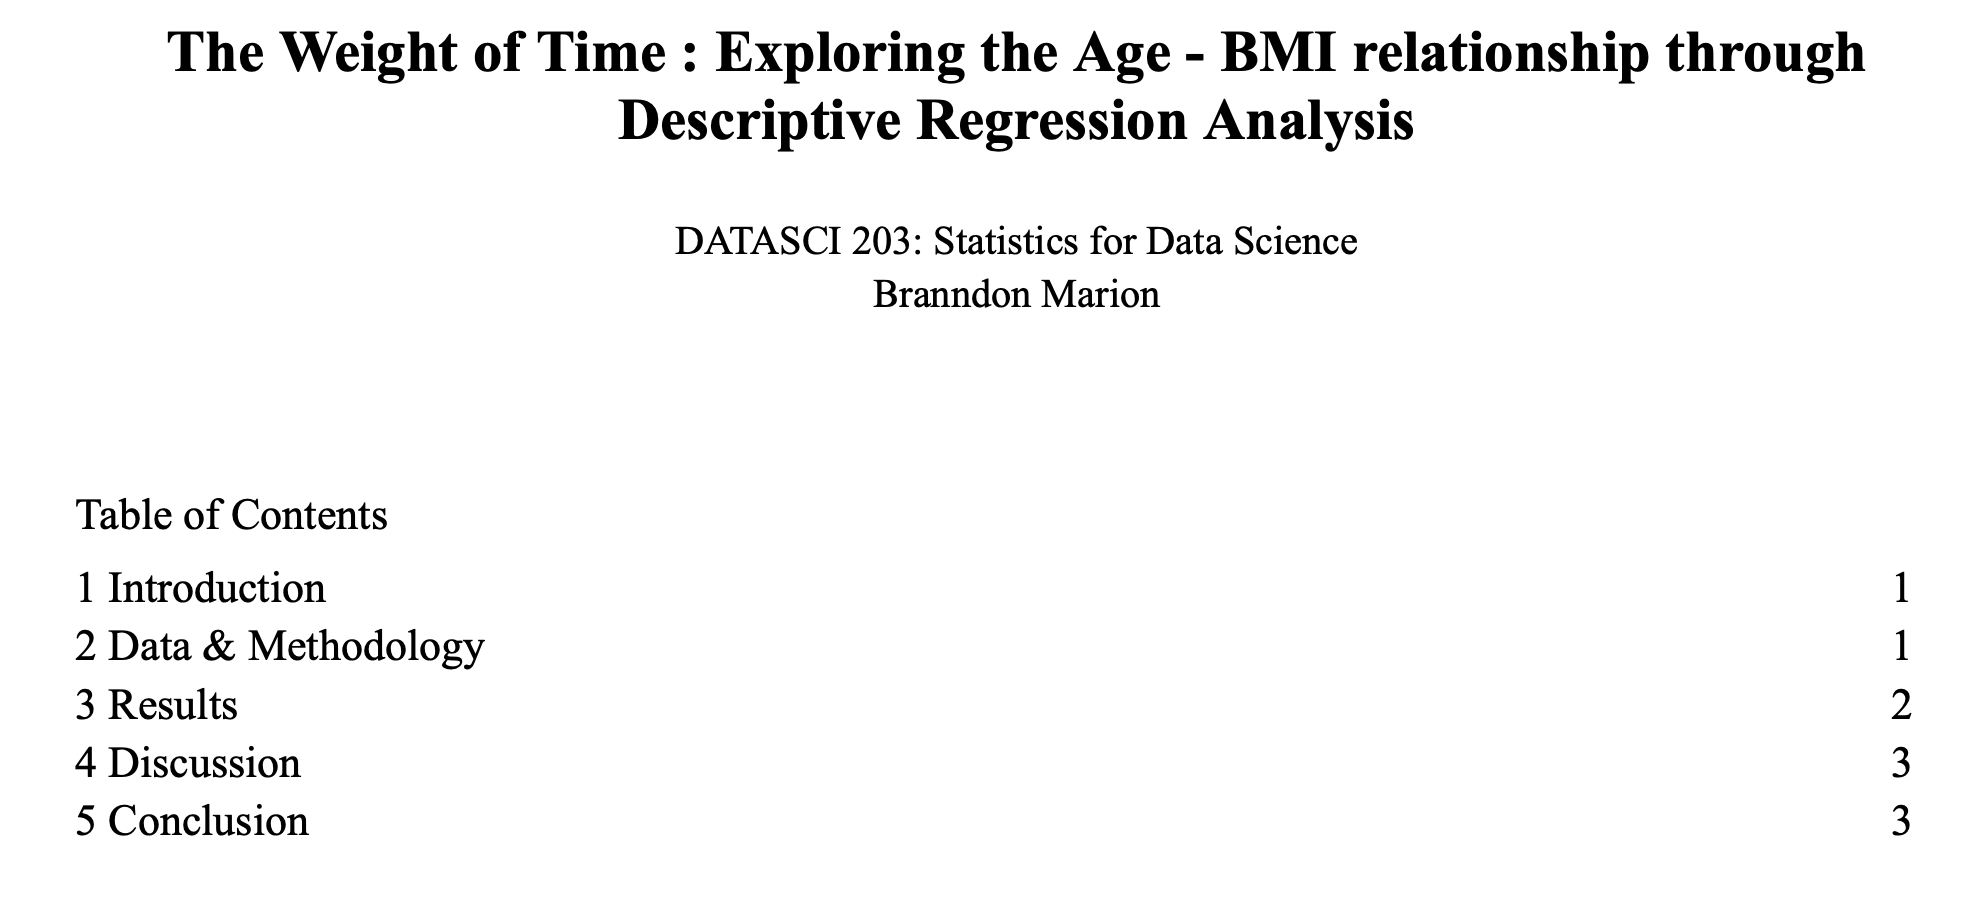 The Weight of Time : Exploring the Age - BMI relationship through
Descriptive Regression Analysis
DATASCI 203: Statistics for Data Science
Branndon Marion
Table of Contents
1 Introduction 1
2 Data & Methodology 1
3 Results 2
4 Discussion 3
5 Conclusion 3